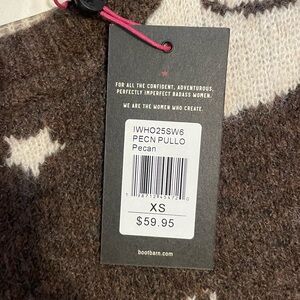 FOR ALL THE CONFIDENT, ADVENTUROUS,
PERFECTLY IMPERFECT BADASS WOMEN.
WE ARE THE WOMEN WHO CREATE.
IWHO25SW6
PECN PULLO
Pecan
XS
$59.95
bootbarn.com